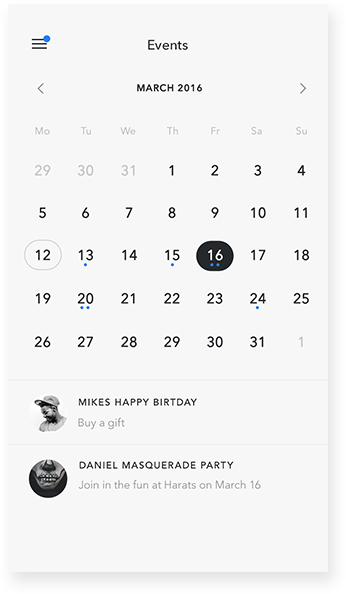 Events
MARCH 2016
Mo Tu We Th Fr Sa Su
29 30 31 1 2 3 4
5 6 7 8 9 10 11
12 13 14 15 16 17 18
19 20 21 22 23 24 25
26 27 28 29 30 31 1
MIKES HAPPY BIRTDAY
Buy a gift
DANIEL MASQUERADE PARTY
Join in the fun at Harats on March 16